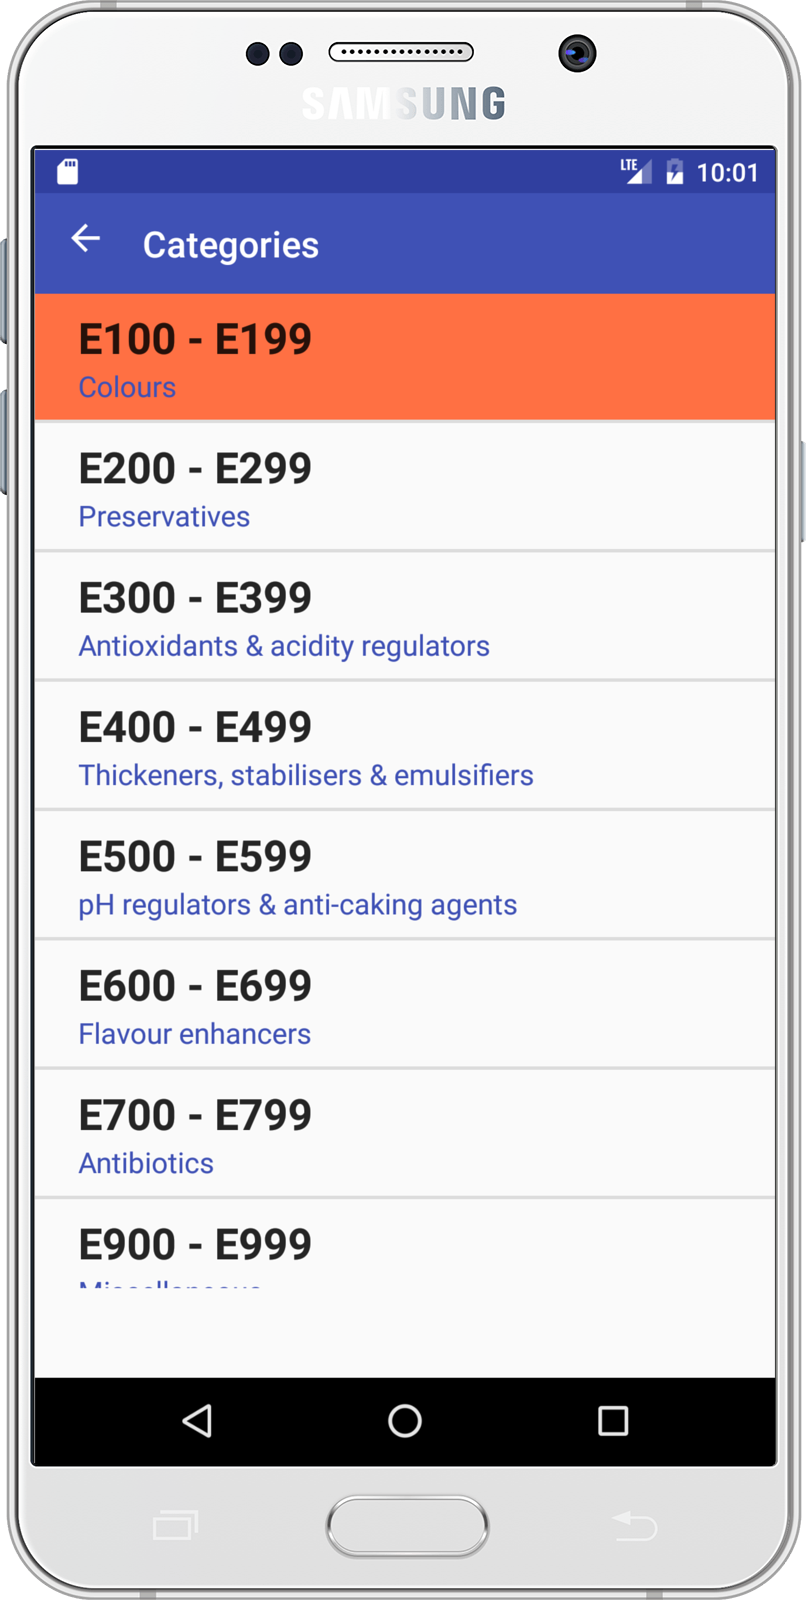 SAMSUNG
LTE 10:01
Categories
E100 - E199
Colours
E200 - E299
Preservatives
E300 - E399
Antioxidants & acidity regulators
E400 - E499
Thickeners, stabilisers & emulsifiers
E500 - E599
pH regulators & anti-caking agents
E600 - E699
Flavour enhancers
E700 - E799
Antibiotics
E900 - E999
Miscellaneous